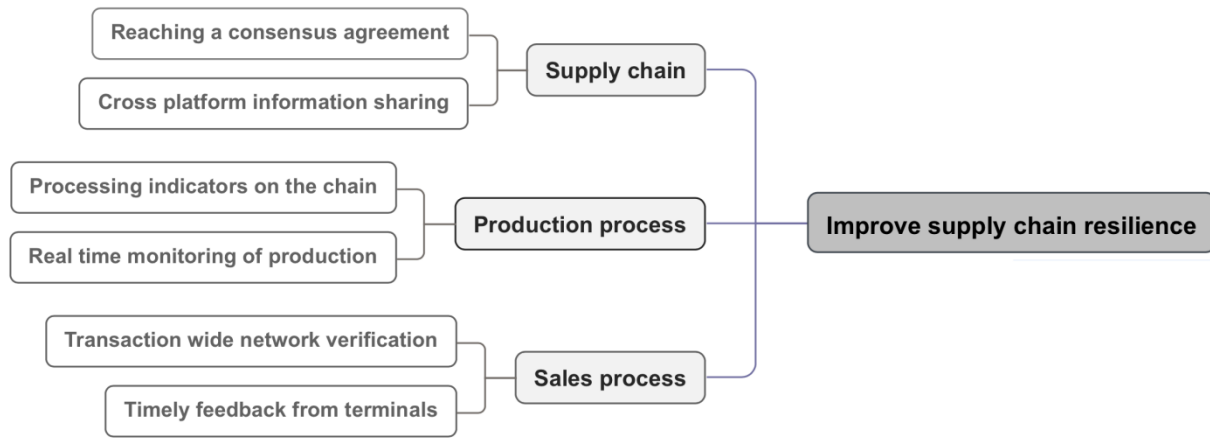 Reaching a consensus agreement
Cross platform information sharing
Supply chain
Processing indicators on the chain
Real time monitoring of production
Production process
Improve supply chain resilience
Transaction wide network verification
Timely feedback from terminals
Sales process